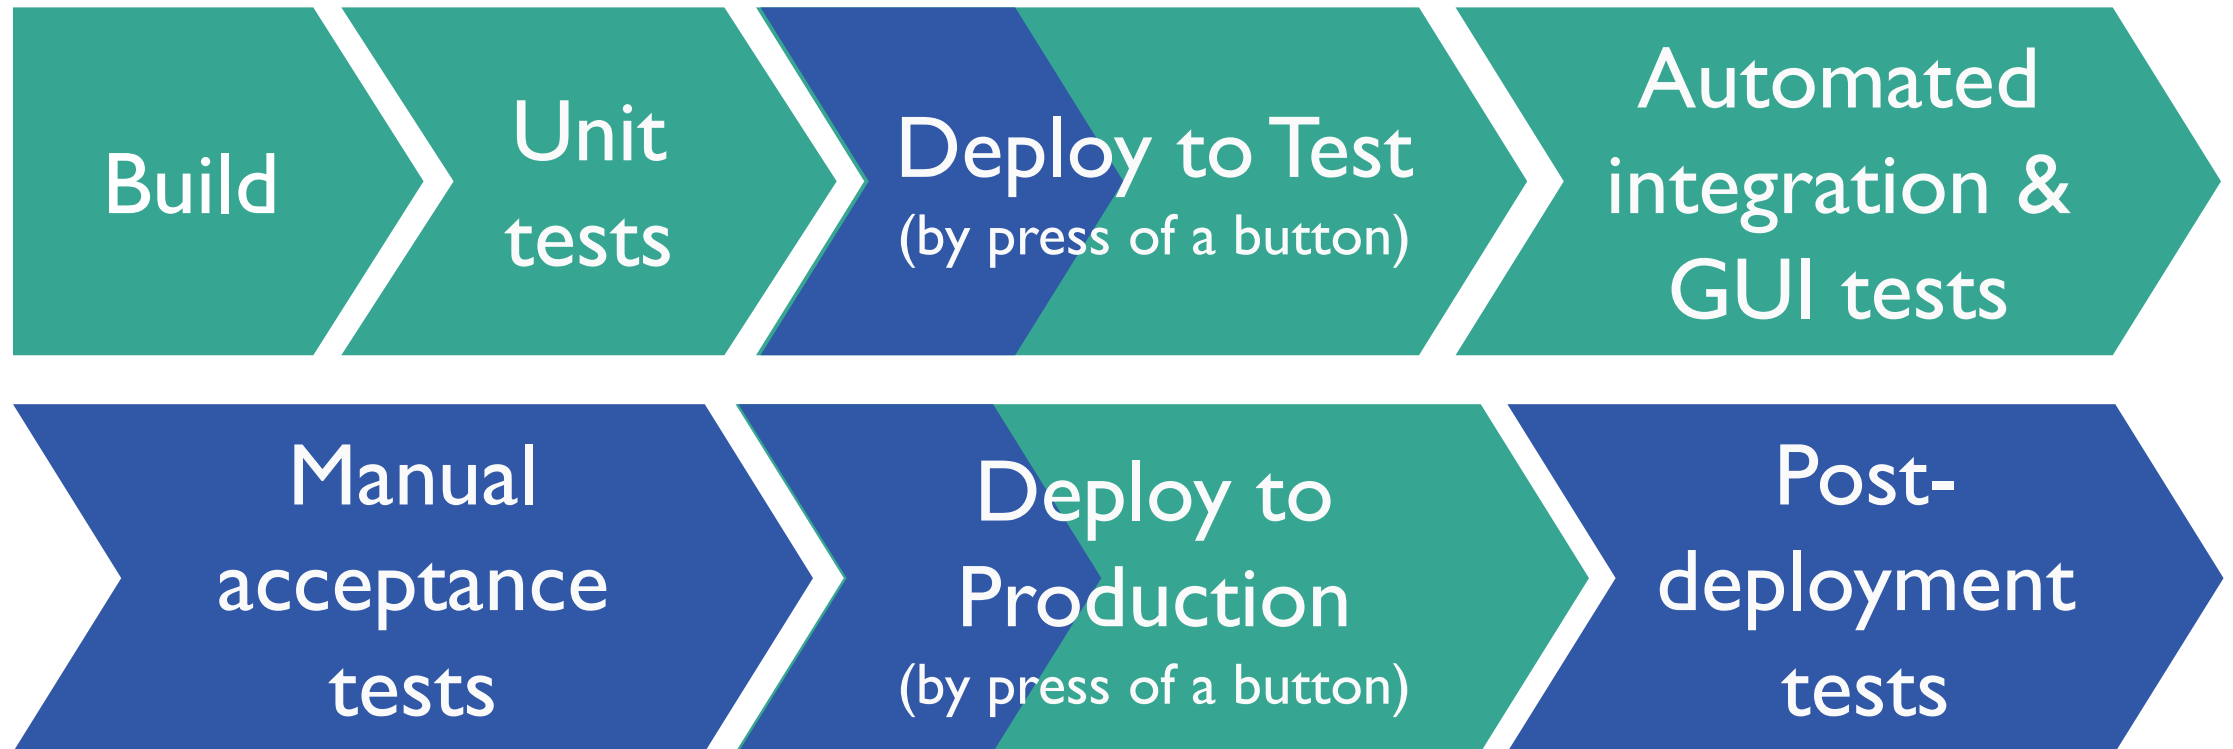 Build
Unit
tests
Deploy to Test
(by press of a button)
Automated
integration &
GUI tests
Manual
acceptance
tests
Deploy to
Production
(by press of a button)
Post-
deployment
tests